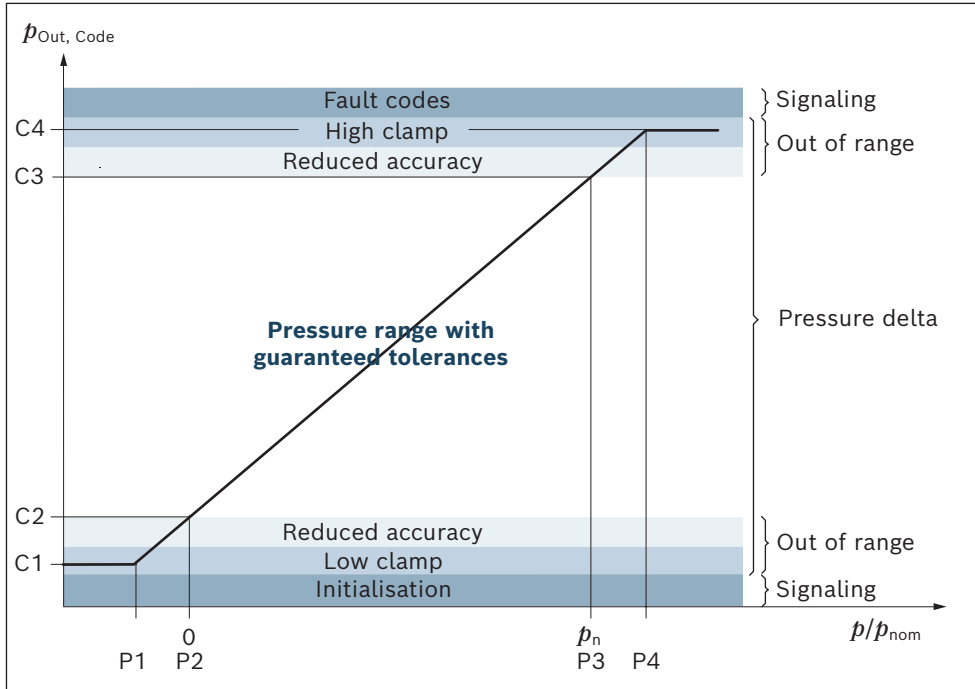 pOut, Code
Fault codes
Signaling
C4
High clamp
Out of range
Reduced accuracy
C3
Pressure range with
guaranteed tolerances
Pressure delta
C2
Reduced accuracy
Out of range
C1
Low clamp
Initialisation
Signaling
0
pn
p/pnom
P1
P2
P3
P4